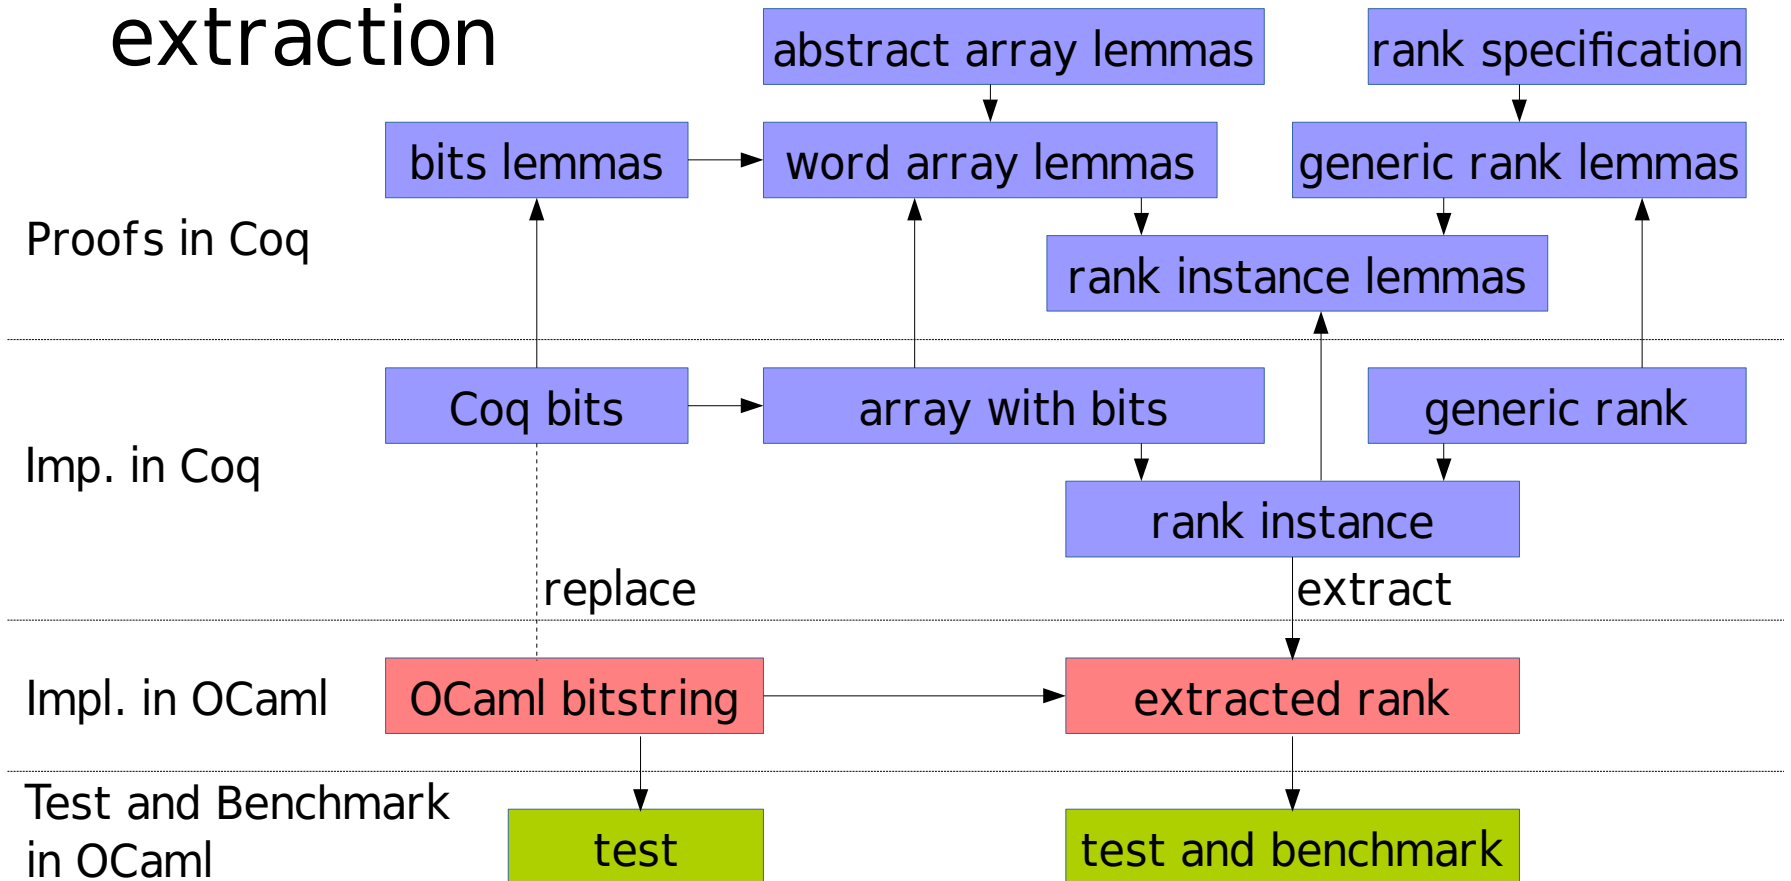 extraction
abstract array lemmas
rank specification
bits lemmas
word array lemmas
generic rank lemmas
Proofs in Coq
rank instance lemmas
Coq bits
array with bits
generic rank
Imp. in Coq
rank instance
replace
extract
Impl. in OCaml
OCaml bitstring
extracted rank
Test and Benchmark
in OCaml
test
test and benchmark